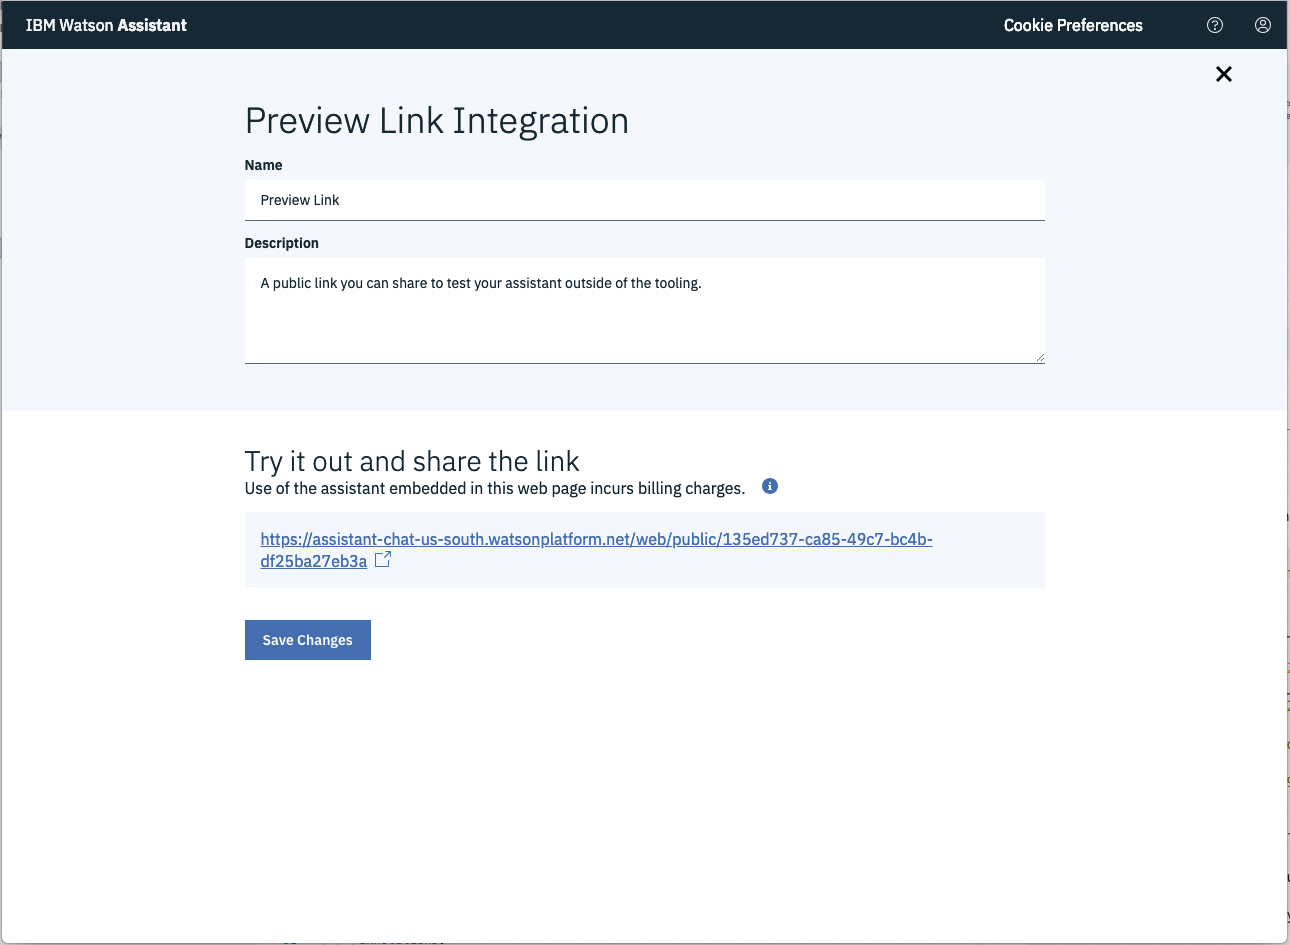 IBM Watson Assistant
Cookie Preferences
Preview Link Integration
Name
Preview Link
Description
A public link you can share to test your assistant outside of the tooling.
Try it out and share the link
Use of the assistant embedded in this web page incurs billing charges.
https://assistant-chat-us-south.watsonplatform.net/web/public/135ed737-ca85-49c7-bc4b-
df25ba27eb3a
Save Changes